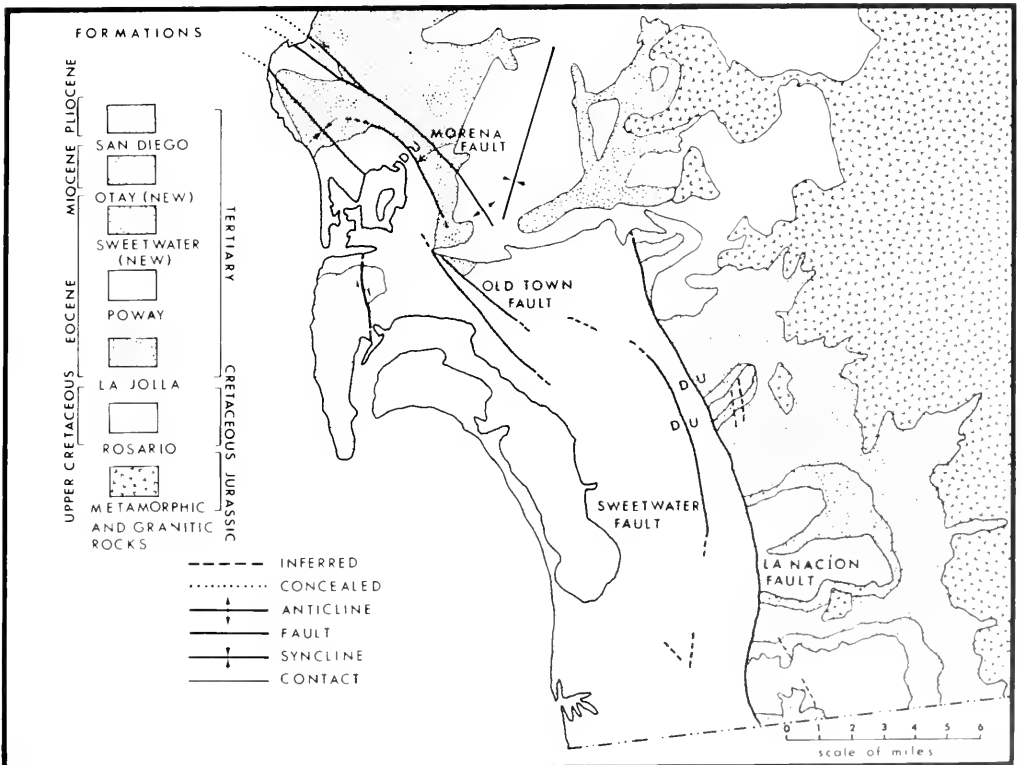 FORMATIONS
PLIOCENE
MIOCENE
EOCENE
UPPER CRETACEOUS
SAN DIEGO
OTAY (NEW)
SWEETWATER
(NEW)
POWAY
LA JOLLA
ROSARIO
METAMORPHIC
AND GRANITIC
ROCKS
TERTIARY
CRETACEOUS
JURASSIC
INFERRED
CONCEALED
ANTICLINE
FAULT
SYNCLINE
CONTACT
MORENA
FAULT
D U
OLD TOWN
FAULT
D U
D U
SWEETWATER
FAULT
LA NACÍON
FAULT
0 1 2 3 4 5 6
scale of miles